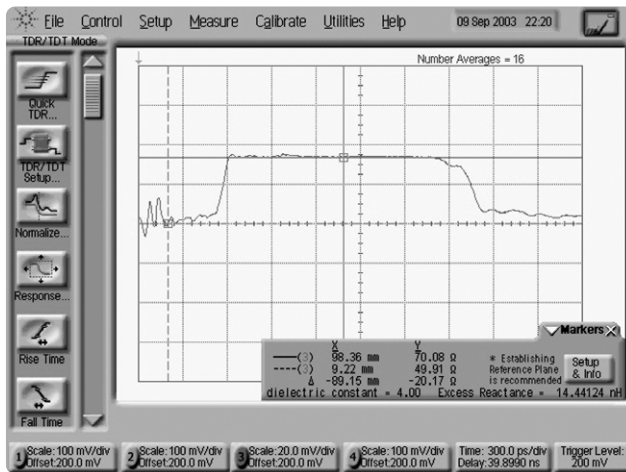 File Control Setup Measure Calibrate Utilities Help 09 Sep 2003 22:20
TDR/TDT Mode
Number Averages = 16
Quick
TDR...
TDR/TDT
Setup...
Normalize...
Response...
Rise Time
Fall Time
Markers X
X Y
——(3) 98.36 mm 70.08 Ω
----(3) 9.22 mm 49.91 Ω
Δ -89.15 mm -20.17 Ω
* Establishing
Reference Plane
is recommended
Setup
& Info
dielectric constant = 4.00 Excess Reactance = 14.44124 nH
1 Scale:100 mV/div
Offset:200.0 mV
2 Scale:100 mV/div
Offset:200.0 mV
3 Scale:20.0 mV/div
Offset:200.0 mV
4 Scale:100 mV/div
Offset:200.0 mV
Time: 300.0 ps/div
Delay:39.8990 ns
Trigger Level:
200 mV